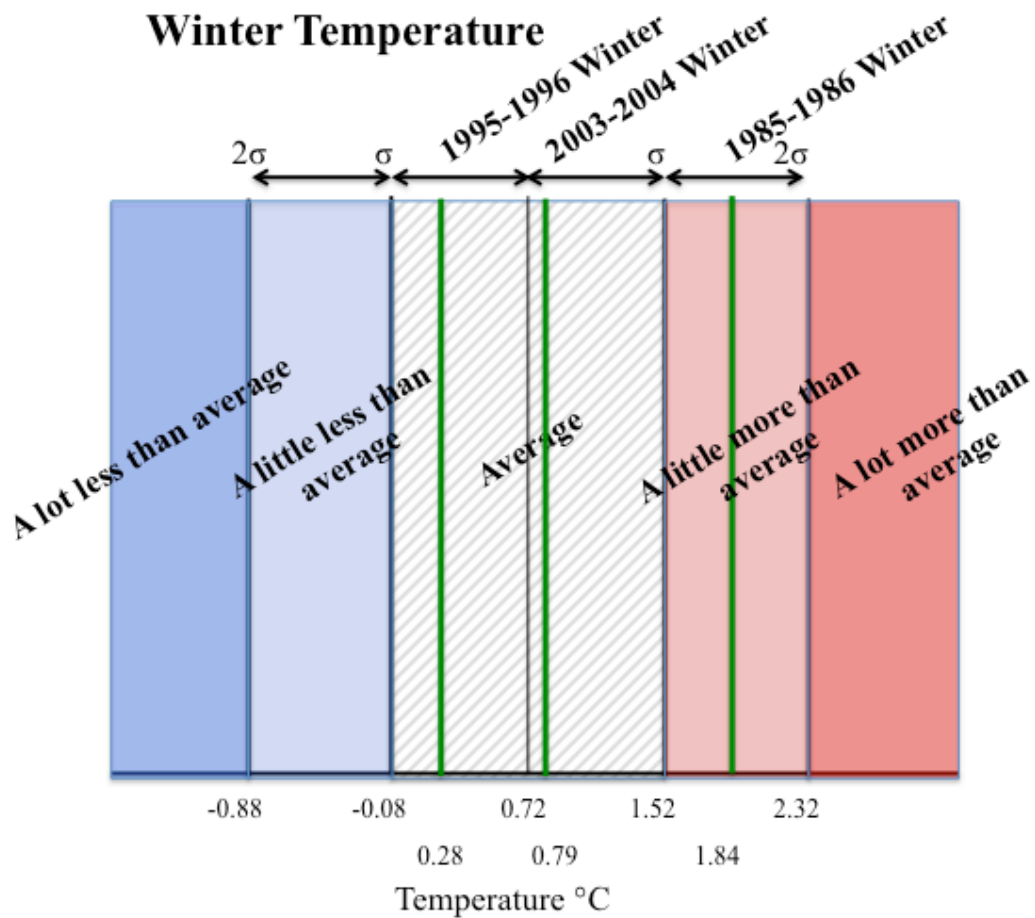 Winter Temperature
1995-1996 Winter
2003-2004 Winter
1985-1986 Winter
2σ
σ
σ
2σ
A lot less than average
A little less than
average
Average
A little more than
average
A lot more than
average
-0.88
-0.08
0.72
1.52
2.32
0.28
0.79
1.84
Temperature °C